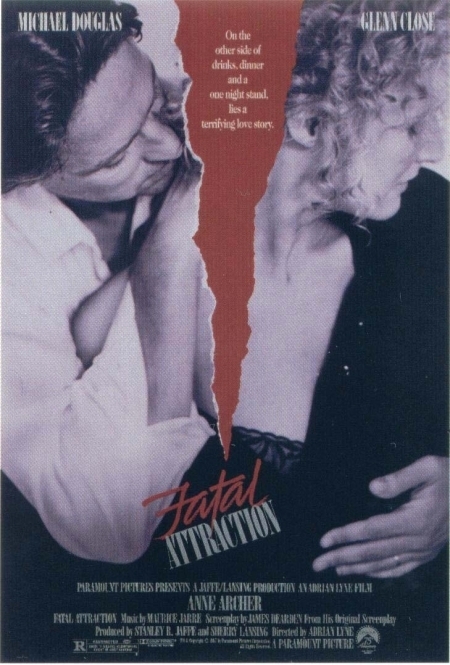 MICHAEL DOUGLAS
GLENN CLOSE
On the
other side of
drinks, dinner
and a
one night stand,
lies a
terrifying love story.
Fatal
ATTRACTION
PARAMOUNT PICTURES PRESENTS A JAFFE/LANSING PRODUCTION AN ADRIAN LYNE FILM
ANNE ARCHER
FATAL ATTRACTION Music by MAURICE JARRE Screenplay by JAMES DEARDEN From His Original Screenplay
Produced by STANLEY R. JAFFE and SHERRY LANSING Directed by ADRIAN LYNE
R RESTRICTED
A PARAMOUNT PICTURE